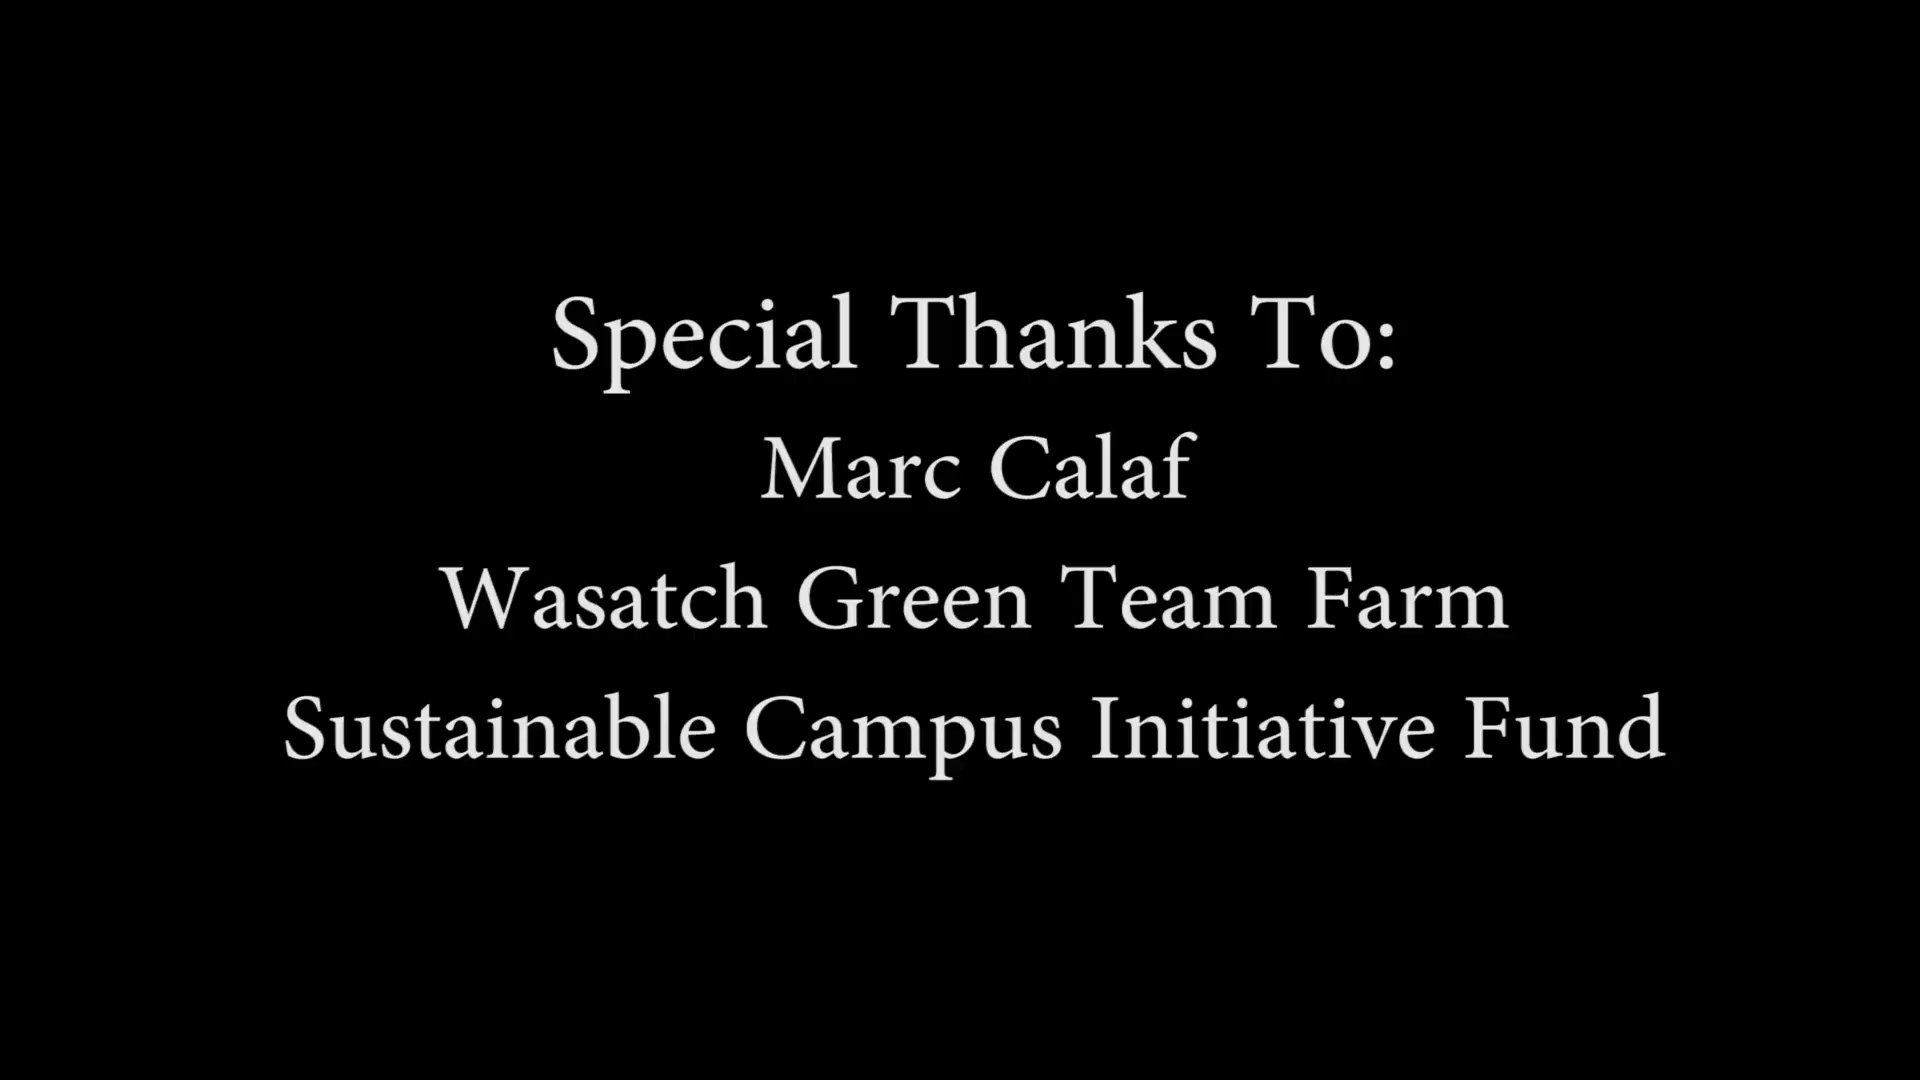 Special Thanks To:
Marc Calaf
Wasatch Green Team Farm
Sustainable Campus Initiative Fund